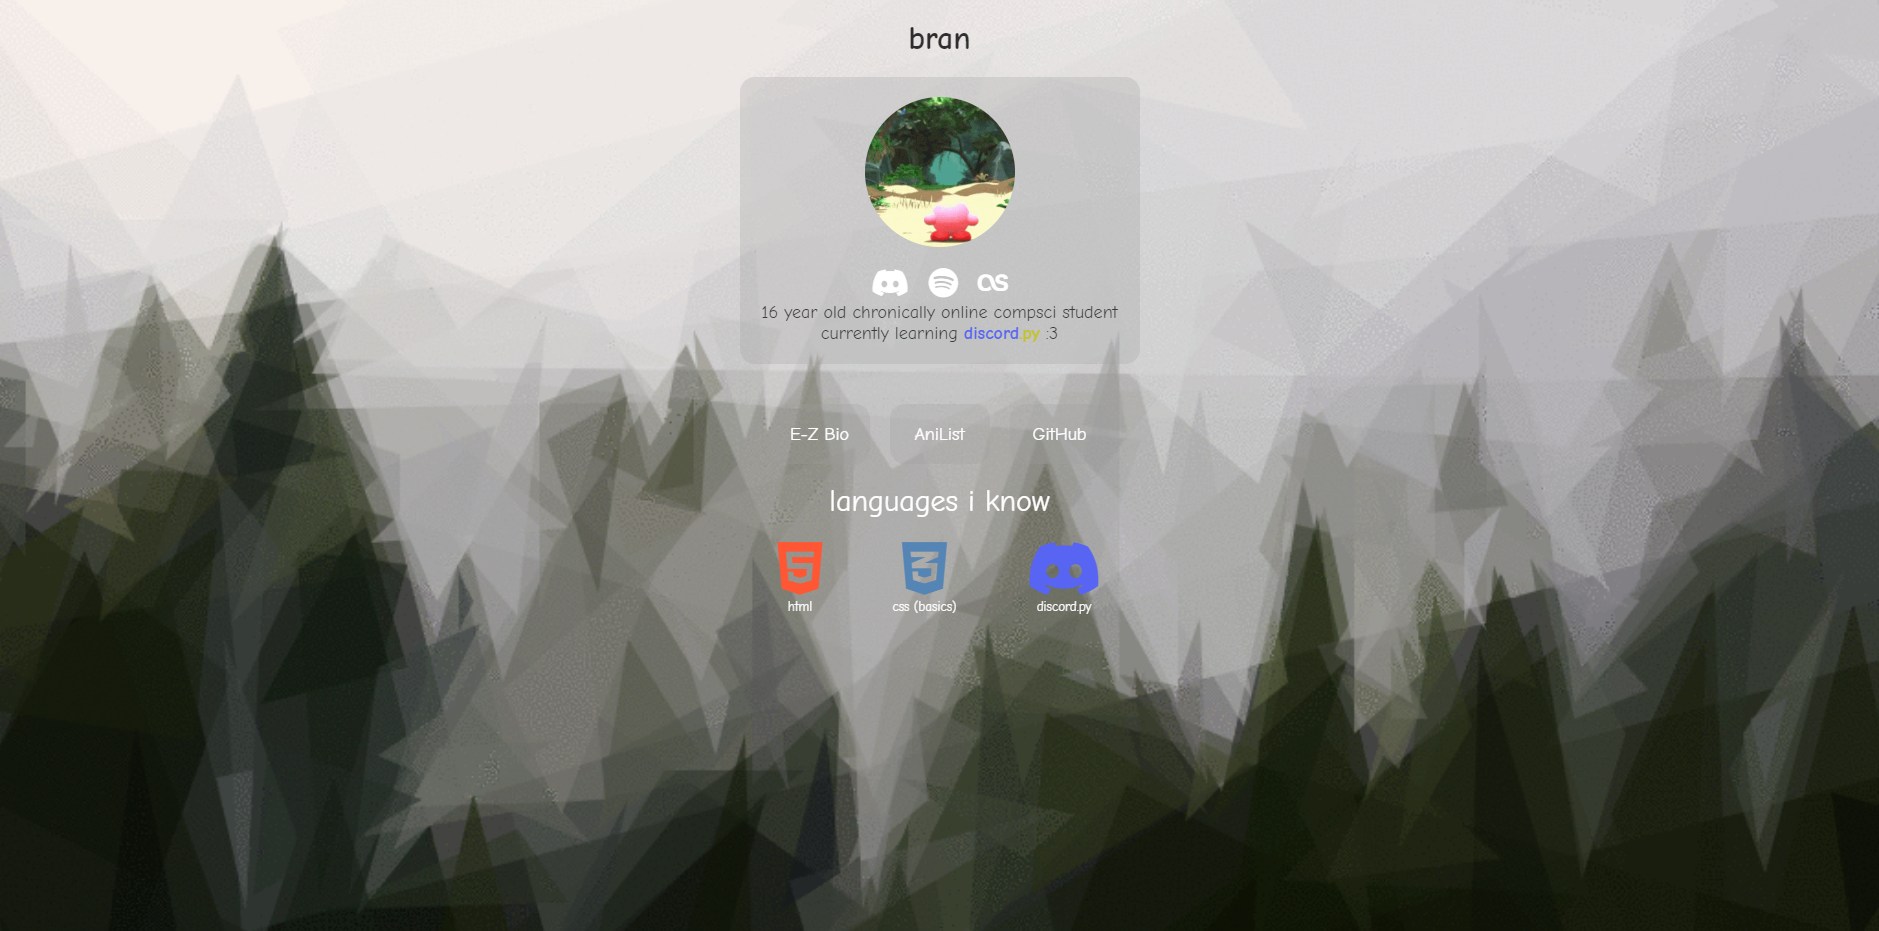 bran
16 year old chronically online compsci student
currently learning discord.py :3
E-Z Bio
AniList
GitHub
languages i know
html
css (basics)
discord.py